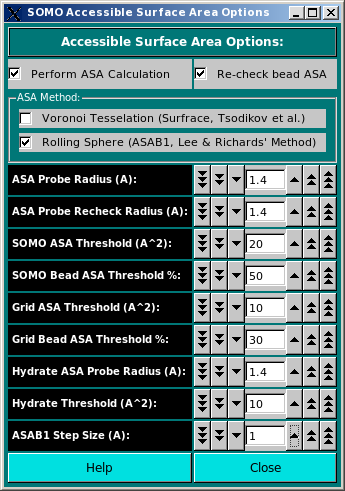 SOMO Accessible Surface Area Options
Accessible Surface Area Options:
Perform ASA Calculation
Re-check bead ASA
ASA Method:
Voronoi Tesselation (Surfrace, Tsodikov et al.)
Rolling Sphere (ASAB1, Lee & Richards' Method)
ASA Probe Radius (A): 1.4
ASA Probe Recheck Radius (A): 1.4
SOMO ASA Threshold (A^2): 20
SOMO Bead ASA Threshold %: 50
Grid ASA Threshold (A^2): 10
Grid Bead ASA Threshold %: 30
Hydrate ASA Probe Radius (A): 1.4
Hydrate Threshold (A^2): 10
ASAB1 Step Size (A): 1
Help
Close